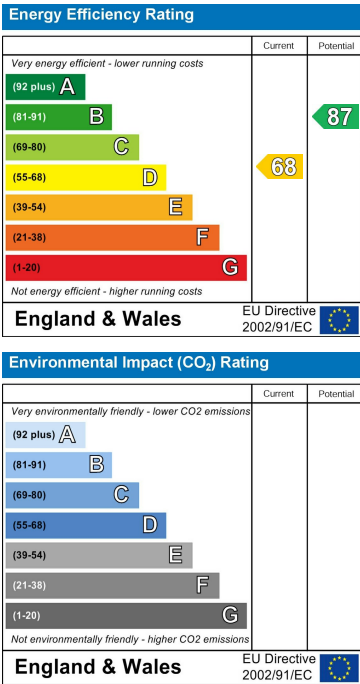 Energy Efficiency Rating
Current Potential
Very energy efficient - lower running costs
(92 plus) A
(81-91) B
87
(69-80) C
(55-68) D
68
(39-54) E
(21-38) F
(1-20) G
Not energy efficient - higher running costs
England & Wales
EU Directive
2002/91/EC
Environmental Impact (CO₂) Rating
Current Potential
Very environmentally friendly - lower CO2 emissions
(92 plus) A
(81-91) B
(69-80) C
(55-68) D
(39-54) E
(21-38) F
(1-20) G
Not environmentally friendly - higher CO2 emissions
England & Wales
EU Directive
2002/91/EC